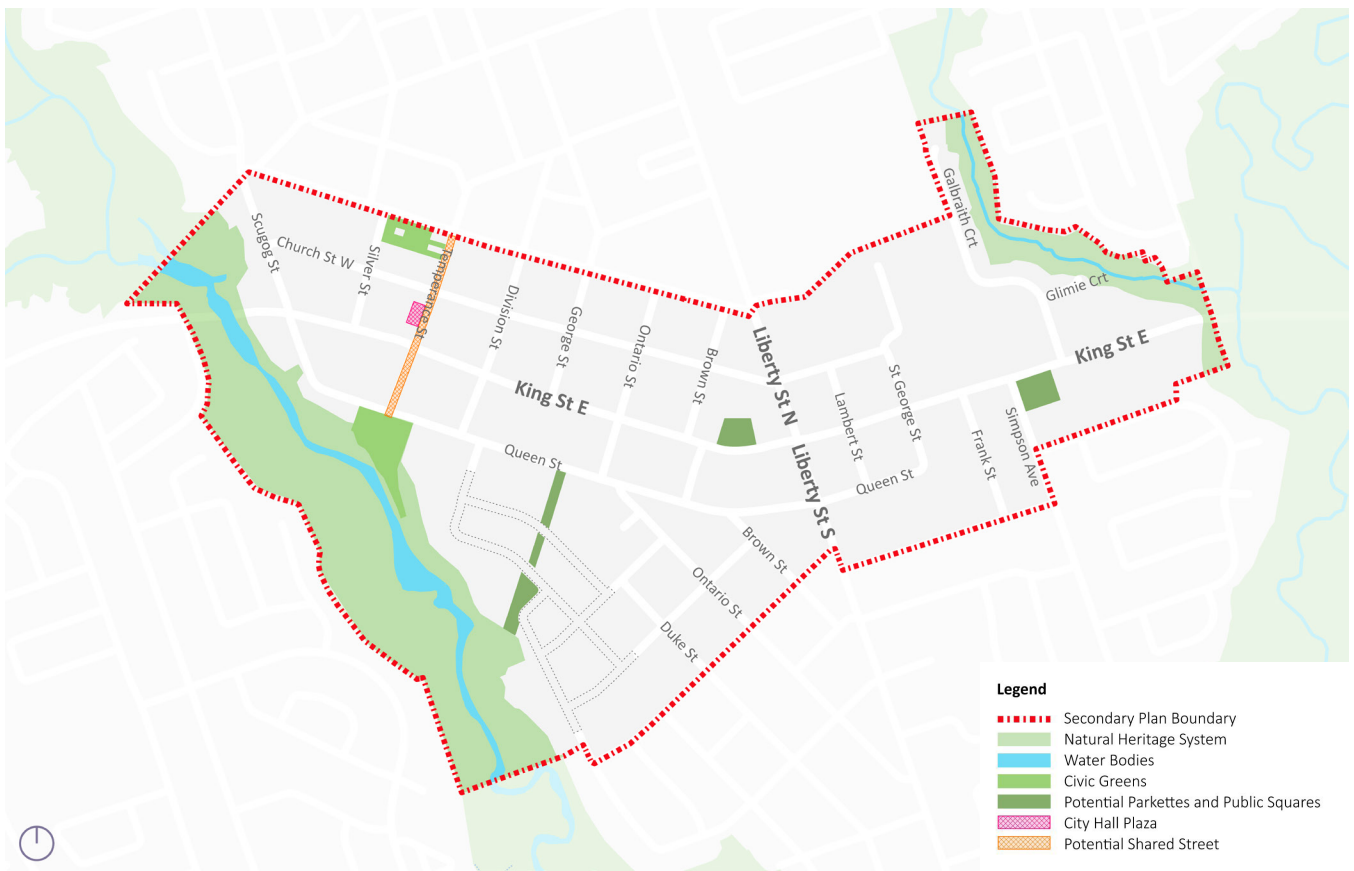 Galbraith Crt
Scugog St
Church St W
Silver St
Temperance St
Division St
George St
Ontario St
Brown St
Glimie Crt
King St E
Liberty St N
King St E
Lambert St
St George St
Frank St
Simpson Ave
Queen St
Liberty St S
Queen St
Brown St
Ontario St
Duke St
Legend
Secondary Plan Boundary
Natural Heritage System
Water Bodies
Civic Greens
Potential Parkettes and Public Squares
City Hall Plaza
Potential Shared Street